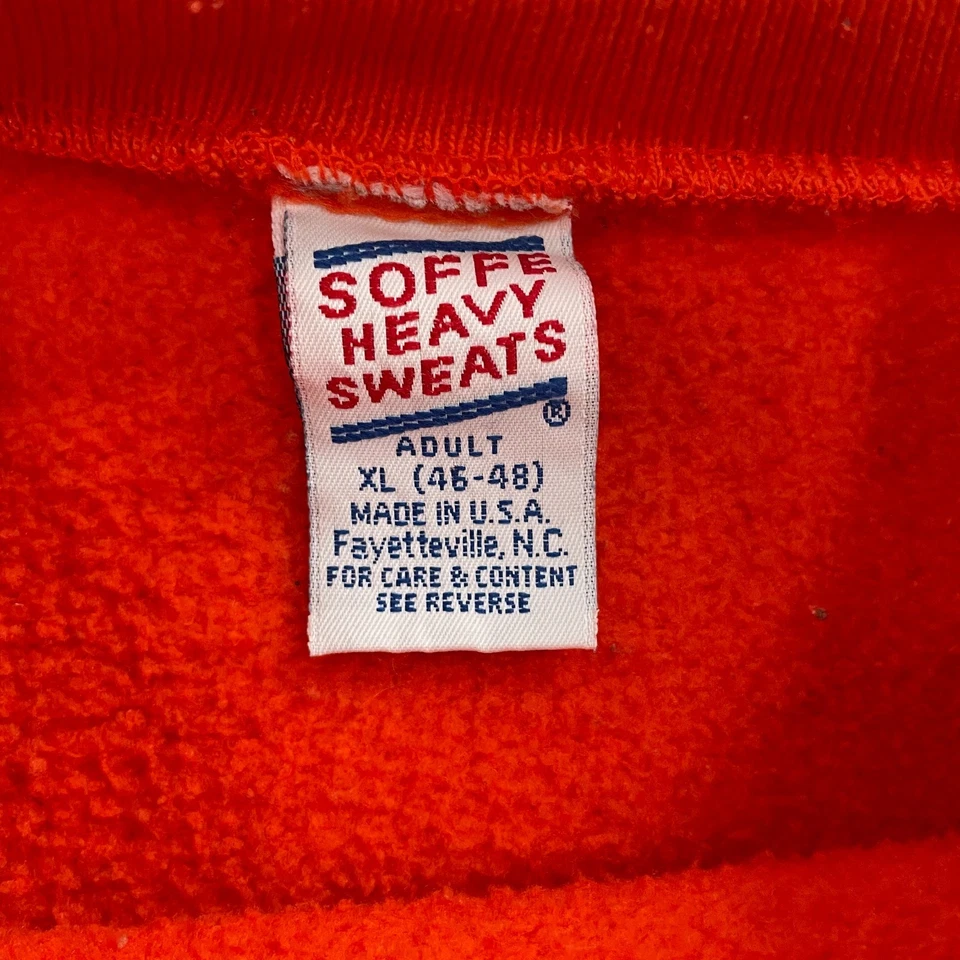 SOFFE
HEAVY
SWEATS
®
ADULT
XL (46-48)
MADE IN U.S.A.
Fayetteville, N.C.
FOR CARE & CONTENT
SEE REVERSE